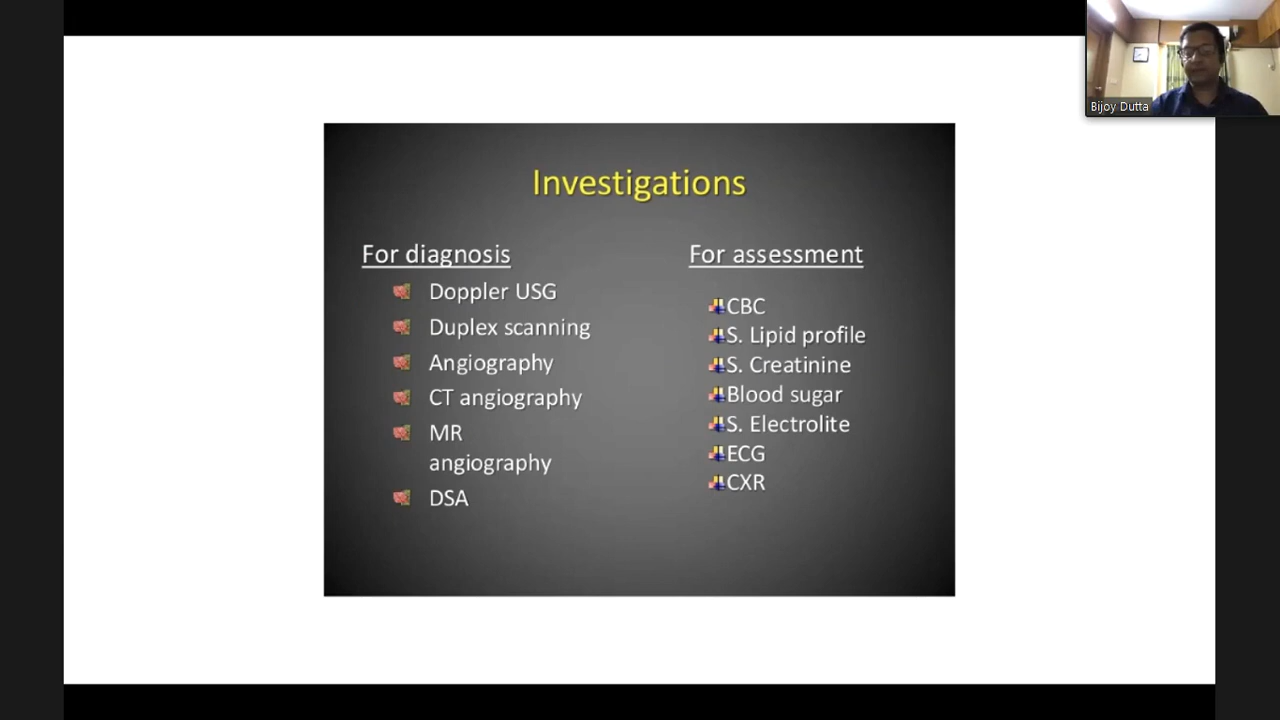 Bijoy Dutta
Investigations
For diagnosis
Doppler USG
Duplex scanning
Angiography
CT angiography
MR
angiography
DSA
For assessment
CBC
S. Lipid profile
S. Creatinine
Blood sugar
S. Electrolite
ECG
CXR